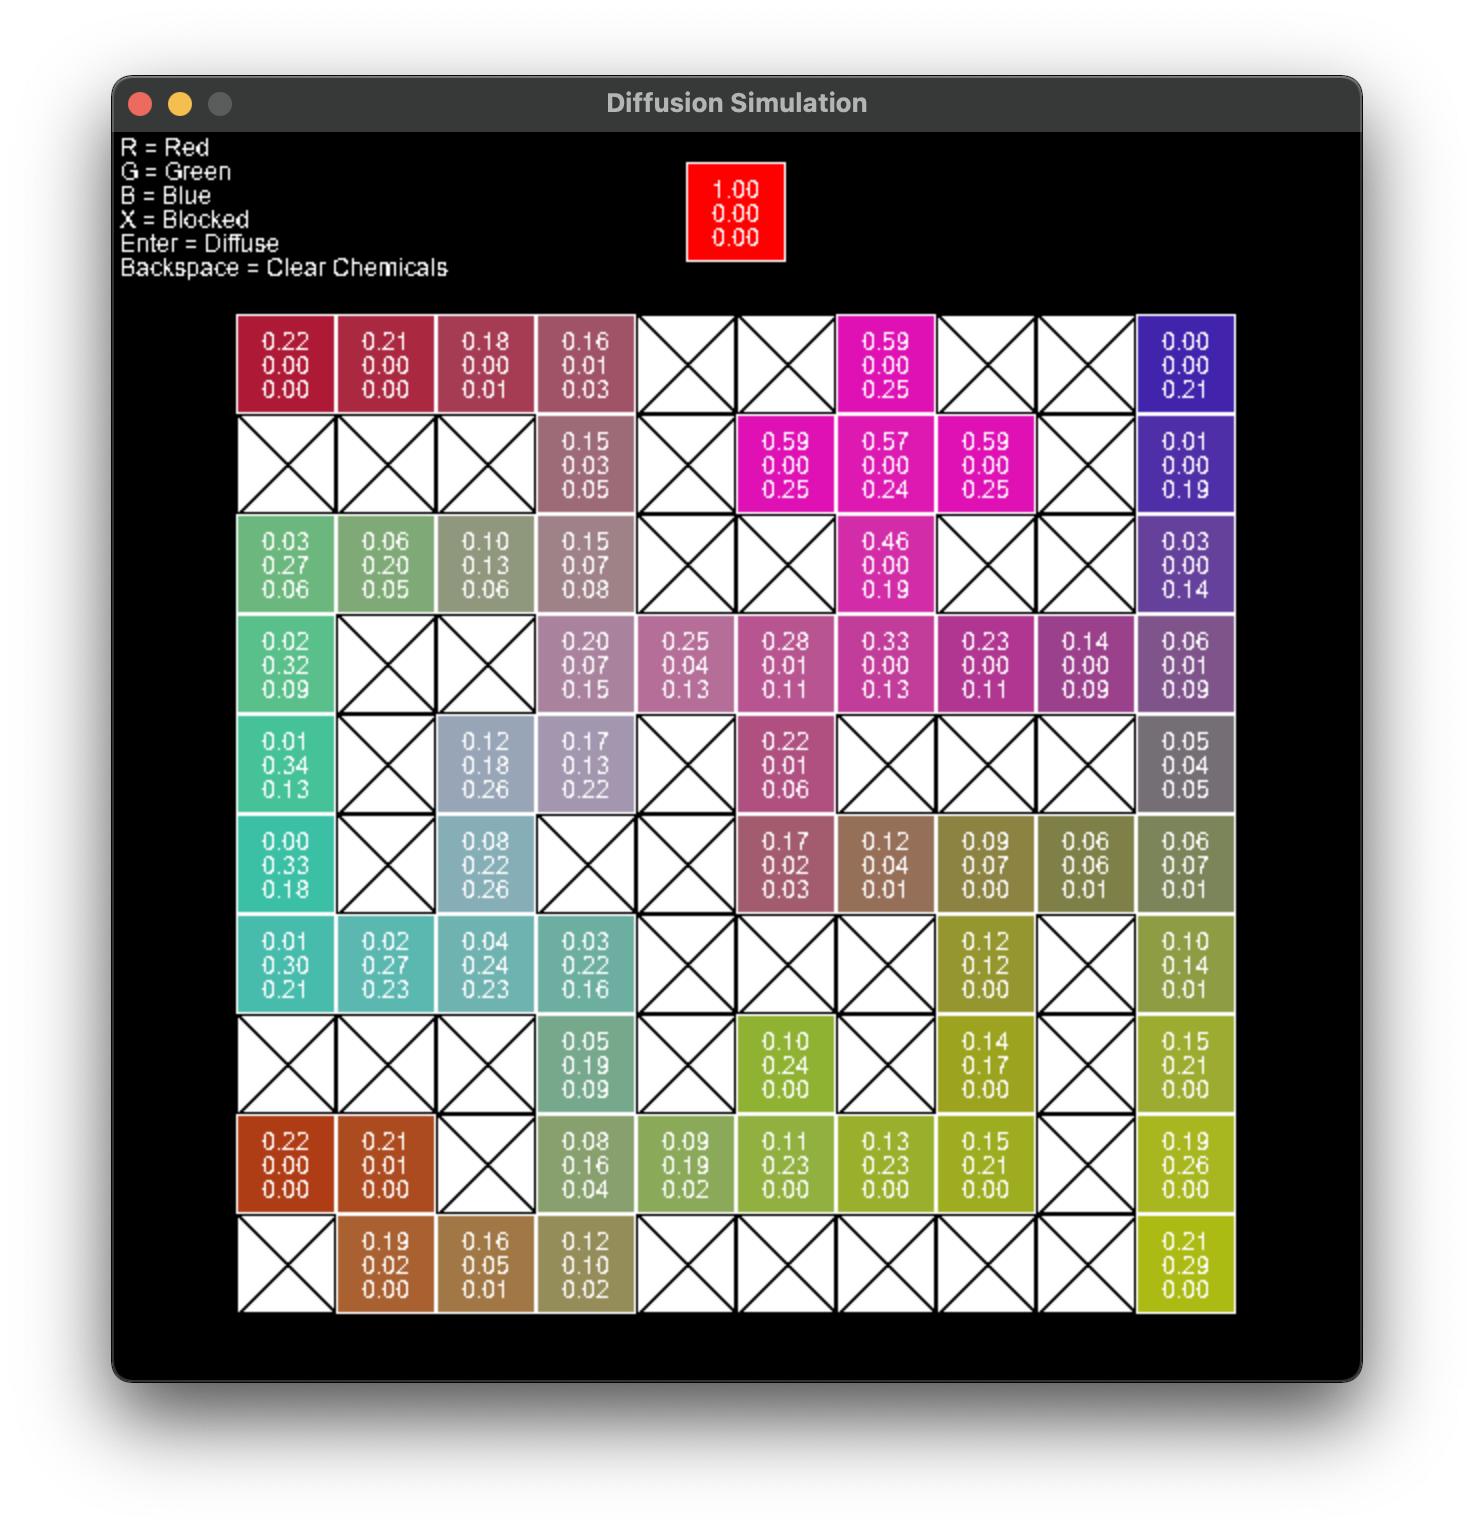 Diffusion Simulation
R = Red
G = Green
B = Blue
X = Blocked
Enter = Diffuse
Backspace = Clear Chemicals
1.00
0.00
0.00
0.22 0.21 0.18 0.16 0.59 0.00
0.00 0.00 0.00 0.01 0.00 0.00
0.00 0.00 0.01 0.03 0.25 0.21
0.15 0.59 0.57 0.59 0.01
0.03 0.00 0.00 0.00 0.00
0.05 0.25 0.24 0.25 0.19
0.03 0.06 0.10 0.15 0.46 0.03
0.27 0.20 0.13 0.07 0.00 0.00
0.06 0.05 0.06 0.08 0.19 0.14
0.02 0.20 0.25 0.28 0.33 0.23 0.14 0.06
0.32 0.07 0.04 0.01 0.00 0.00 0.00 0.01
0.09 0.15 0.13 0.11 0.13 0.11 0.09 0.09
0.01 0.12 0.17 0.22 0.05
0.34 0.18 0.13 0.01 0.04
0.13 0.26 0.22 0.06 0.05
0.00 0.08 0.17 0.12 0.09 0.06 0.06
0.33 0.22 0.02 0.04 0.07 0.06 0.07
0.18 0.26 0.03 0.01 0.00 0.01 0.01
0.01 0.02 0.04 0.03 0.12 0.10
0.30 0.27 0.24 0.22 0.12 0.14
0.21 0.23 0.23 0.16 0.00 0.01
0.05 0.10 0.14 0.15
0.19 0.24 0.17 0.21
0.09 0.00 0.00 0.00
0.22 0.21 0.08 0.09 0.11 0.13 0.15 0.19
0.00 0.01 0.16 0.19 0.23 0.23 0.21 0.26
0.00 0.00 0.04 0.02 0.00 0.00 0.00 0.00
0.19 0.16 0.12 0.21
0.02 0.05 0.10 0.29
0.00 0.01 0.02 0.00